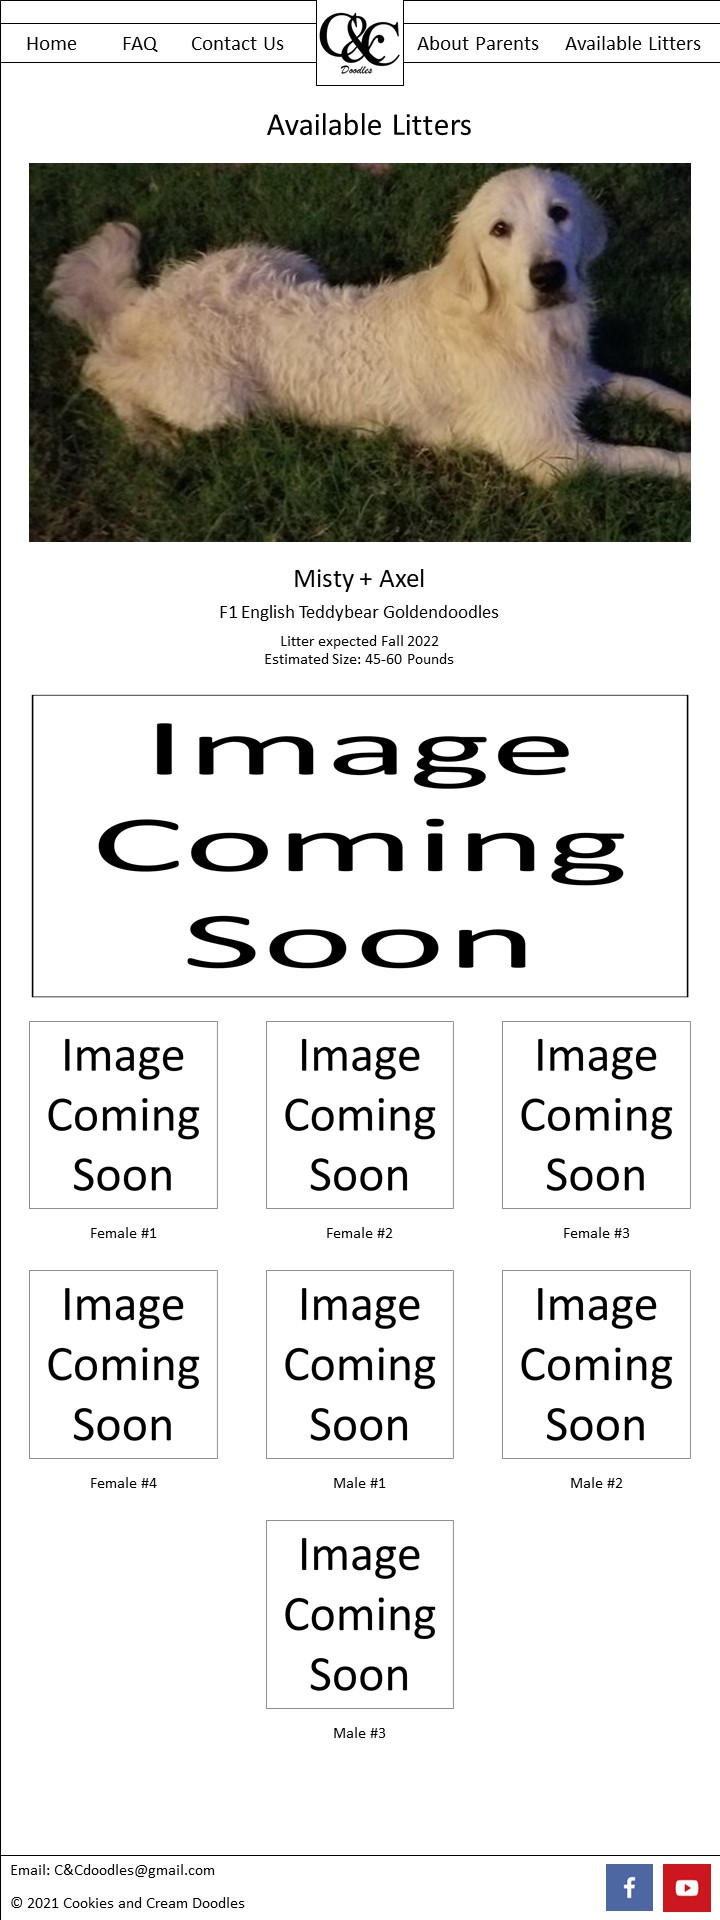 Home FAQ Contact Us C&C Doodles About Parents Available Litters
Available Litters
Misty + Axel
F1 English Teddybear Goldendoodles
Litter expected Fall 2022
Estimated Size: 45-60 Pounds
Image
Coming
Soon
Image Image Image
Coming Coming Coming
Soon Soon Soon
Female #1 Female #2 Female #3
Image Image Image
Coming Coming Coming
Soon Soon Soon
Female #4 Male #1 Male #2
Image
Coming
Soon
Male #3
Email: C&Cdoodles@gmail.com
© 2021 Cookies and Cream Doodles